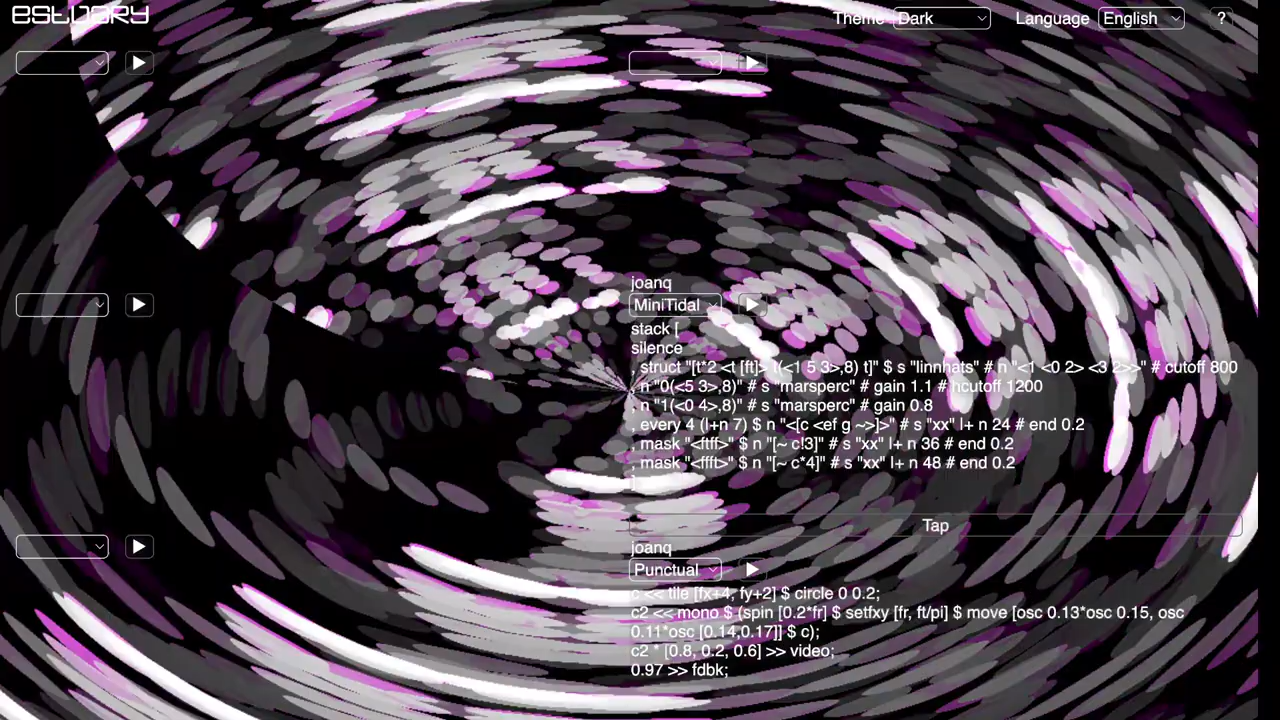 estuary
Theme Dark Language English ?
joanq
MiniTidal
stack [
silence
, struct "[t*2 <t [ft]> t(<1 5 3>,8) t]" $ s "linnhats" # n "<1 <0 2> <3 2>>" # cutoff 800
, n "0(<5 3>,8)" # s "marsperc" # gain 1.1 # hcutoff 1200
, n "1(<0 4>,8)" # s "marsperc" # gain 0.8
, every 4 (|+n 7) $ n "<[c <ef g ~>]>" # s "xx" |+ n 24 # end 0.2
, mask "<ftff>" $ n "[~ c!3]" # s "xx" |+ n 36 # end 0.2
, mask "<ffft>" $ n "[~ c*4]" # s "xx" |+ n 48 # end 0.2
]
Tap
joanq
Punctual
c << tile [fx+4, fy+2] $ circle 0 0.2;
c2 << mono $ (spin [0.2*fr] $ setfxy [fr, ft/pi] $ move [osc 0.13*osc 0.15, osc
0.11*osc [0.14,0.17]] $ c);
c2 * [0.8, 0.2, 0.6] >> video;
0.97 >> fdbk;